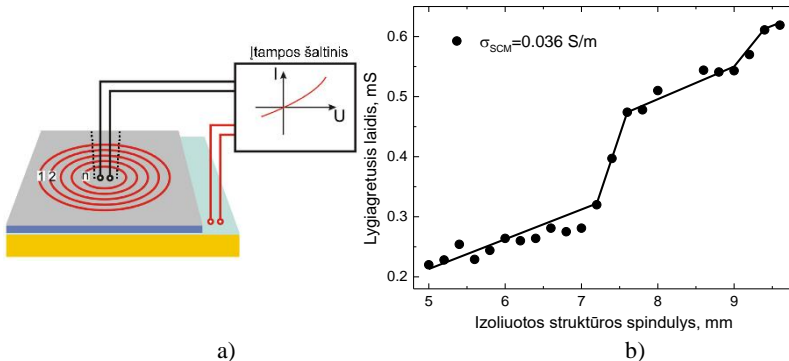 Įtampos šaltinis
I
U
1 2
n
a)
Lygiagretusis laidis, mS
0.6
0.5
0.4
0.3
0.2
σSCM=0.036 S/m
5 6 7 8 9
Izoliuotos struktūros spindulys, mm
b)